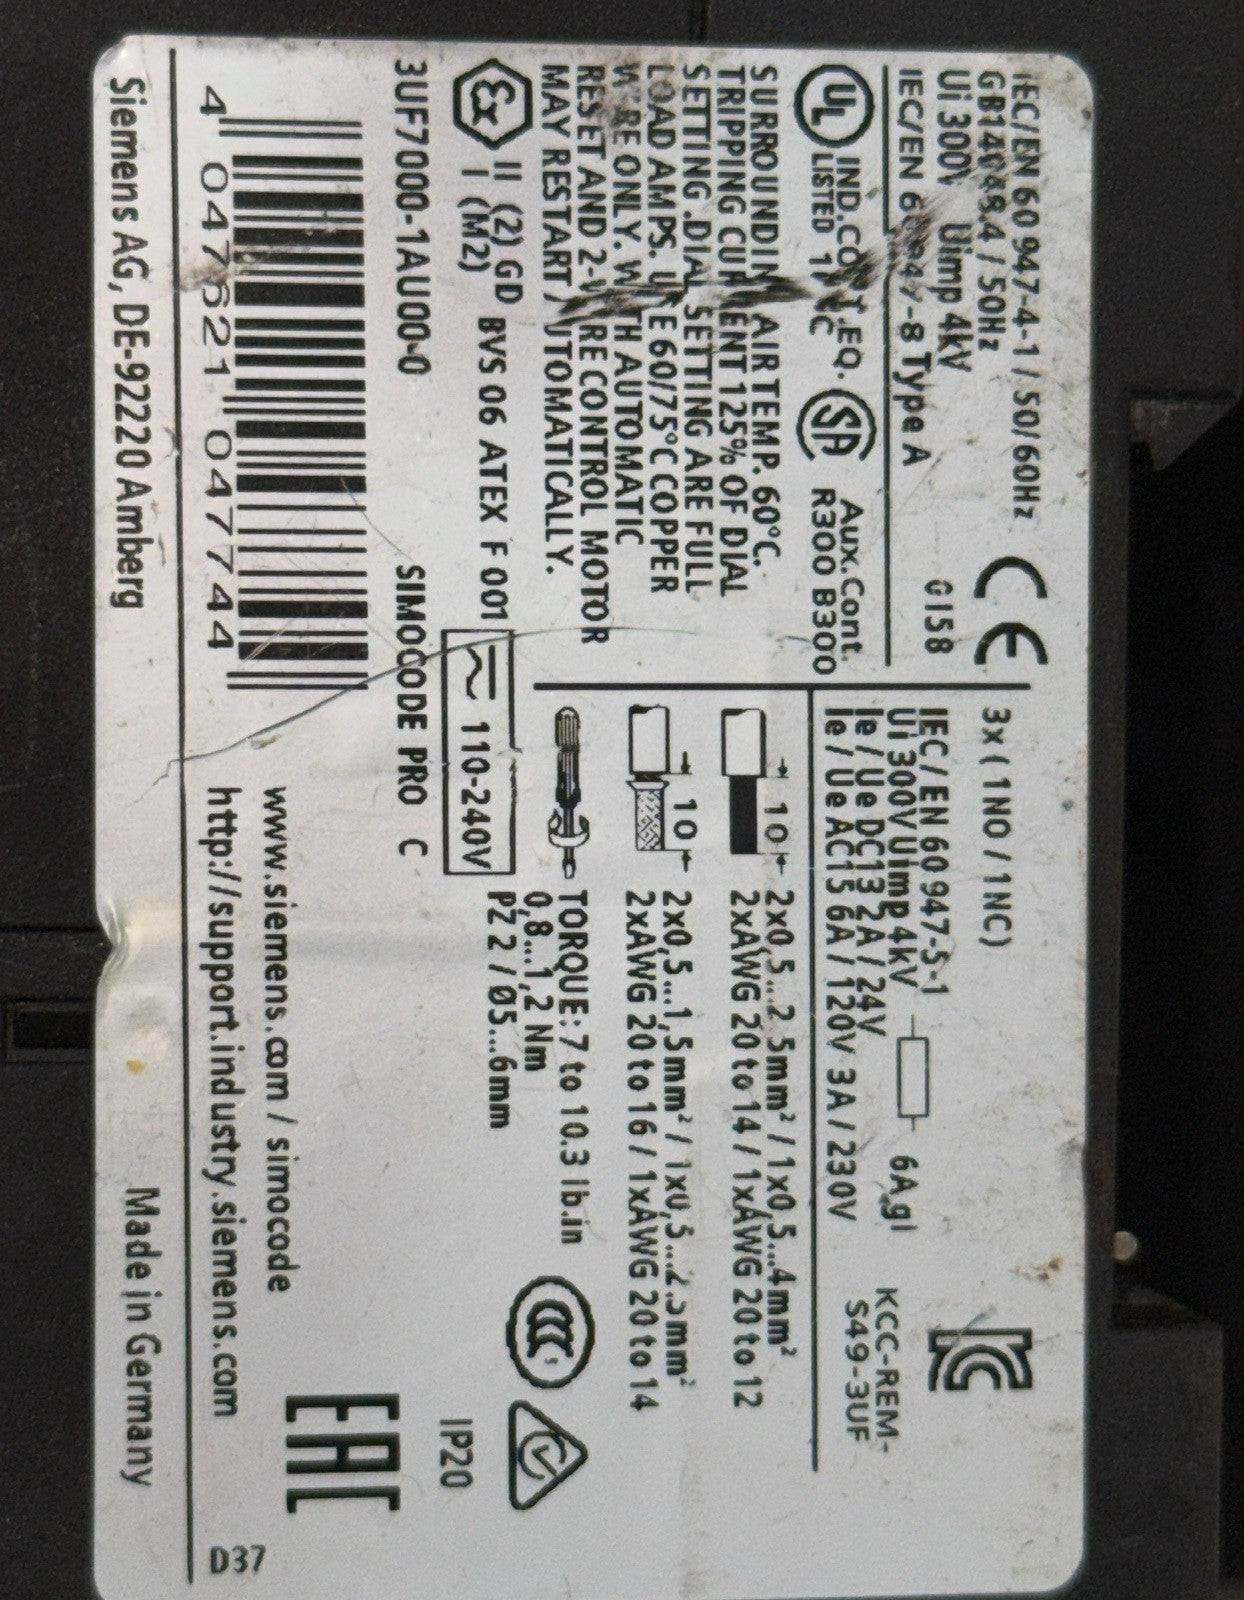 IEC/EN 60 947-4-1 / 50/60Hz
GB14048.4 / 50Hz
Ui 300V Uimp 4kV
IEC/EN 60947-8 Type A
CE
0158
UL
LISTED
IND.CONT.EQ.
SA
Aux.Cont.
R300 B300
SURROUNDING AIR TEMP. 60°C.
TRIPPING CURRENT 125% OF DIAL
SETTING .DIAL SETTING ARE FULL
LOAD AMPS. USE 60/75°C COPPER
WIRE ONLY. WITH AUTOMATIC
RESET AND 2-WIRE CONTROL MOTOR
MAY RESTART AUTOMATICALLY.
3x (1NO / 1NC)
IEC / EN 60 947-5-1
Ui 300V Uimp 4kV
Ie / Ue DC13 2A / 24V
Ie / Ue AC15 6A / 120V 3A / 230V
6A gl
KC
KCC-REM-
S49-3UF
10
2x0,5...2,5mm² / 1x0,5...4mm²
2xAWG 20 to 14 / 1xAWG 20 to 12
10
2x0,5...1,5mm² / 1x0,5...2,5mm²
2xAWG 20 to 16 / 1xAWG 20 to 14
TORQUE: 7 to 10.3 lb.in
0,8...1,2 Nm
PZ 2 / Ø5...6mm
Ex
II (2) GD
I (M2)
BVS 06 ATEX F 001
110-240V
CCC
IP20
3UF7000-1AU00-0
SIMOCODE PRO C
4 047621 047744
www.siemens.com / simocode
http://support.industry.siemens.com
EAC
D37
Siemens AG, DE-92220 Amberg
Made in Germany